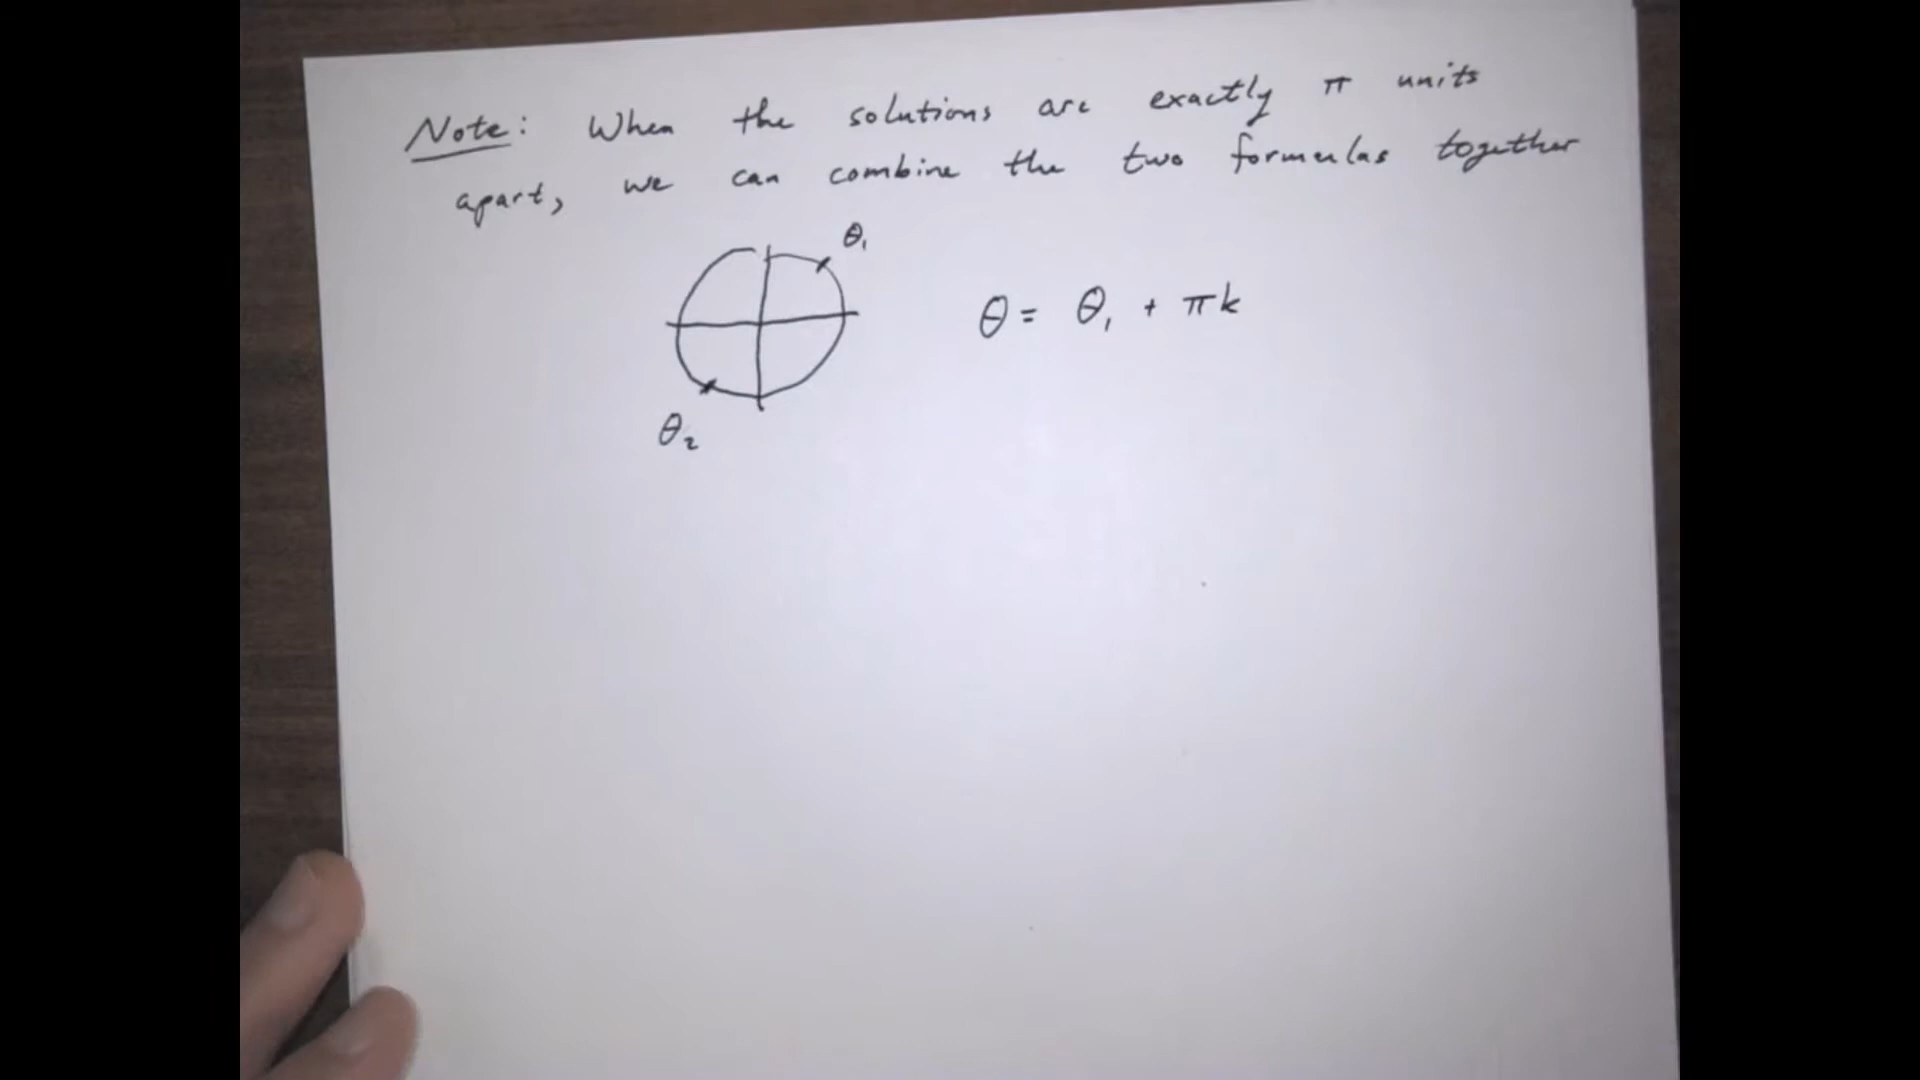 Note: When the solutions are exactly π units
apart, we can combine the two formulas together
θ₁
θ = θ₁ + πk
θ₂